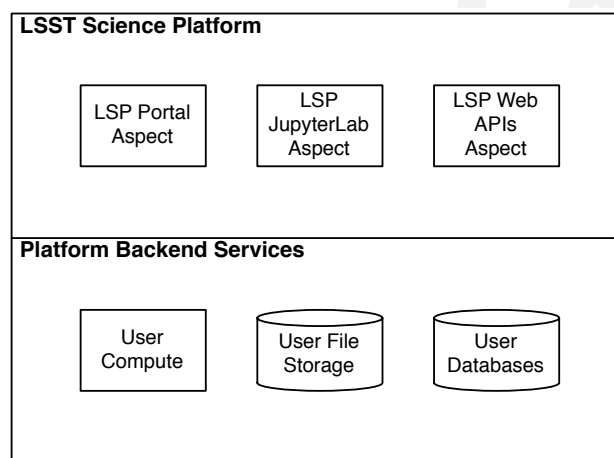 LSST Science Platform
LSP Portal
Aspect
LSP
JupyterLab
Aspect
LSP Web
APIs
Aspect
Platform Backend Services
User
Compute
User File
Storage
User
Databases